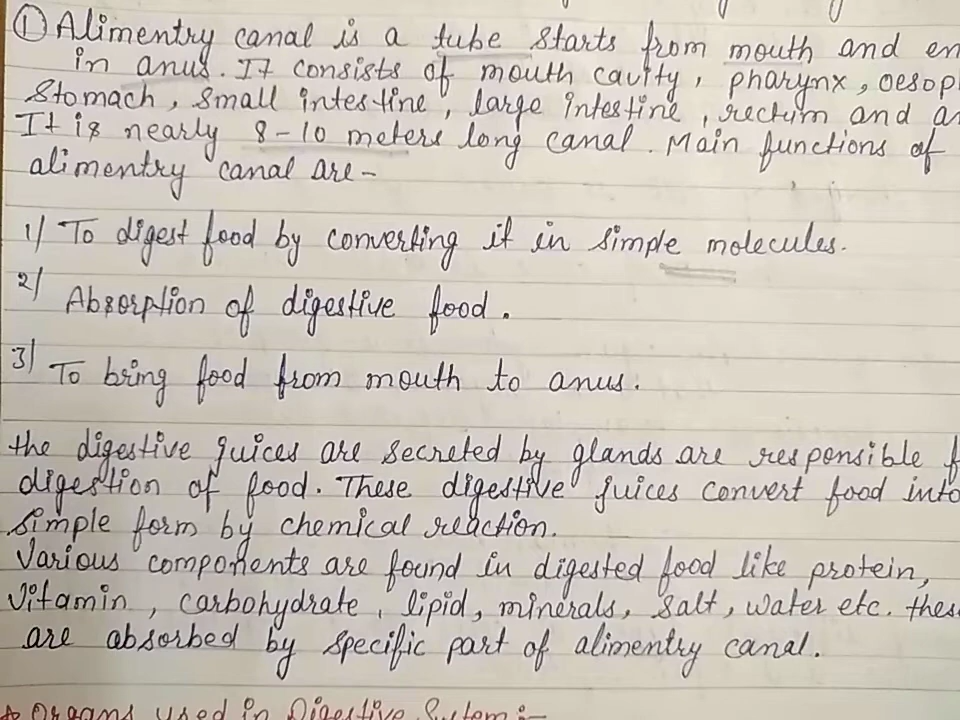 ① Alimentry canal is a tube starts from mouth and en
in anus. It consists of mouth cavity, pharynx, oesop
Stomach, small intestine, large intestine, rectum and a
It is nearly 8-10 meters long canal. Main functions of
alimentry canal are -
1) To digest food by converting it in simple molecules.
2) Absorption of digestive food.
3) To bring food from mouth to anus.
the digestive juices are secreted by glands are responsible f
digestion of food. These digestive juices convert food into
simple form by chemical reaction.
Various components are found in digested food like protein,
Vitamin, carbohydrate, lipid, minerals, salt, water etc. thes
are absorbed by specific part of alimentry canal.
Organs used in Digestive System :-